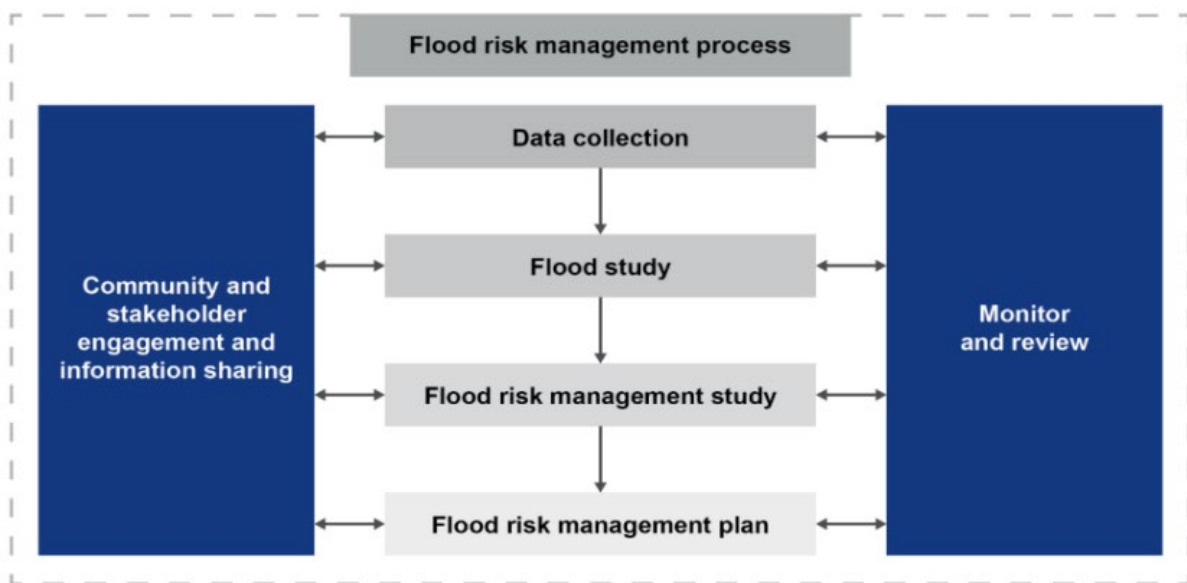 Flood risk management process
Community and
stakeholder
engagement and
information sharing
Data collection
Flood study
Flood risk management study
Flood risk management plan
Monitor
and review